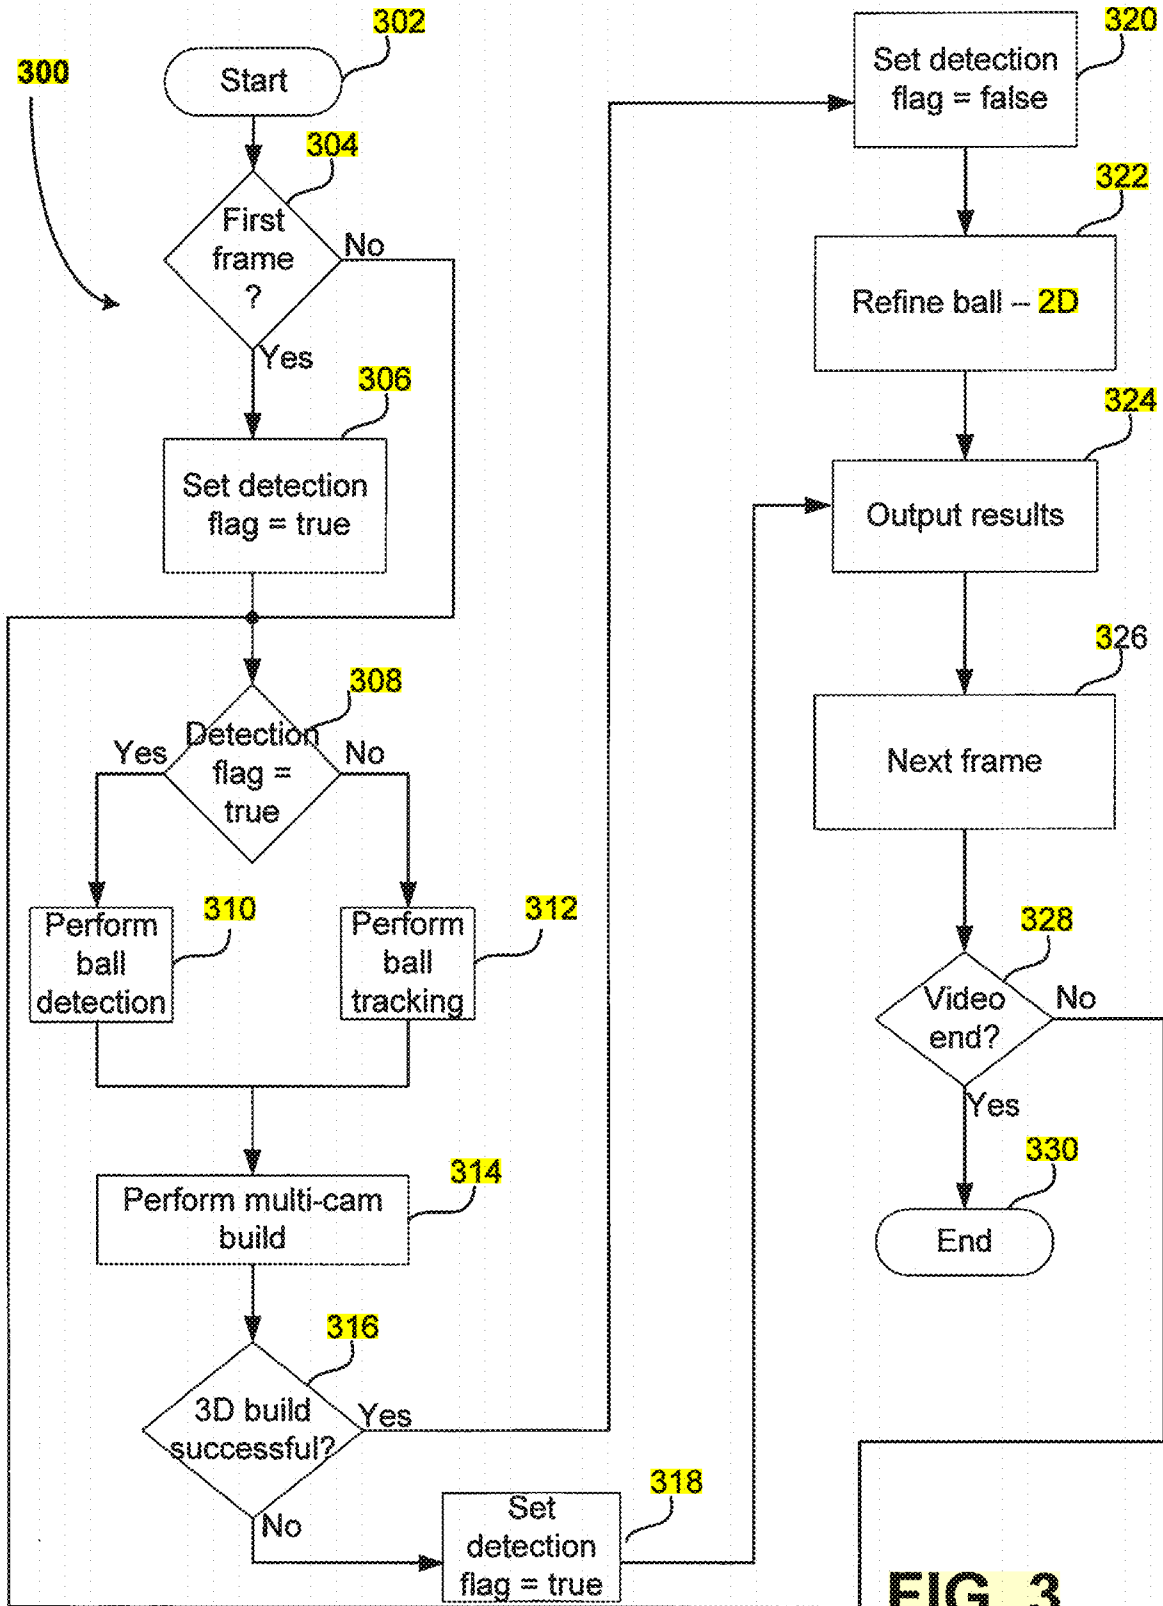 302
Start
300
304
First
frame
?
No
Yes
306
Set detection
flag = true
308
Detection
flag =
true
Yes
No
310
Perform
ball
detection
312
Perform
ball
tracking
314
Perform multi-cam
build
316
3D build
successful?
Yes
No
318
Set
detection
flag = true
320
Set detection
flag = false
322
Refine ball -- 2D
324
Output results
326
Next frame
328
Video
end?
No
Yes
330
End
FIG. 3